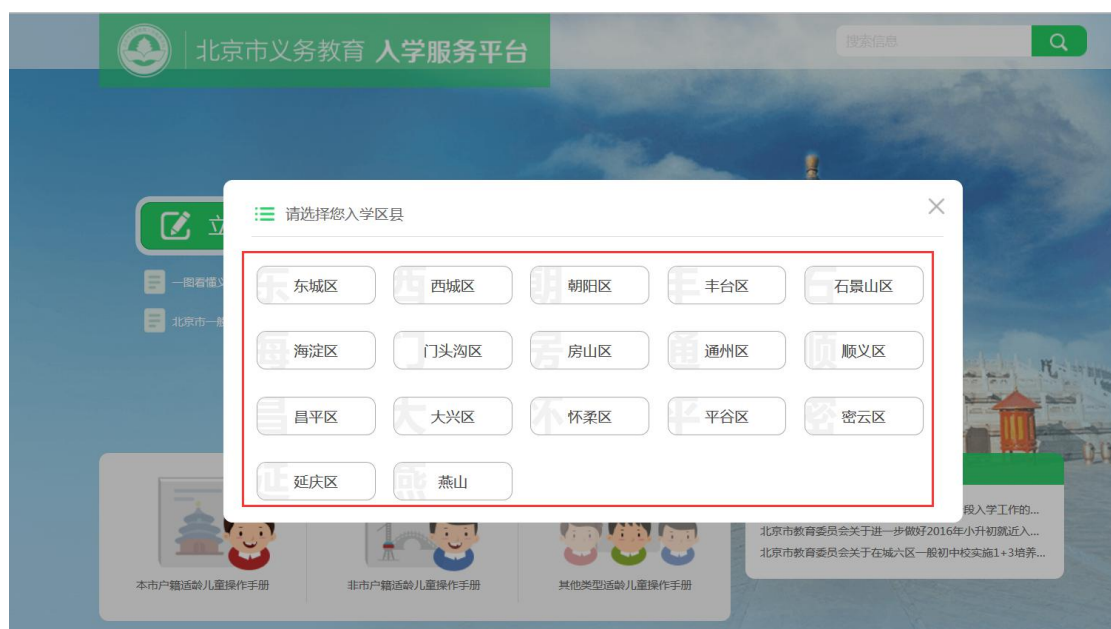 北京市义务教育 入学服务平台
搜索信息
请选择您入学区县
立
一图看懂义
北京市一般
东城区 西城区 朝阳区 丰台区 石景山区
海淀区 门头沟区 房山区 通州区 顺义区
昌平区 大兴区 怀柔区 平谷区 密云区
延庆区 燕山
段入学工作的...
北京市教育委员会关于进一步做好2016年小升初就近入...
北京市教育委员会关于在城六区一般初中校实施1+3培养...
本市户籍适龄儿童操作手册 非市户籍适龄儿童操作手册 其他类型适龄儿童操作手册